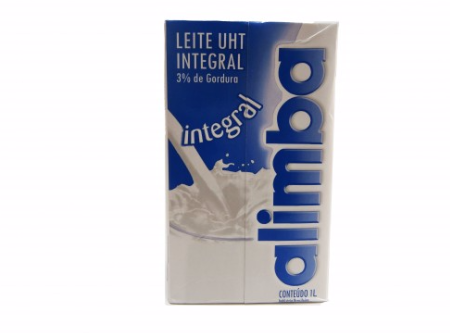 LEITE UHT
INTEGRAL
3% de Gordura
integral
alimba
CONTEÚDO 1L.